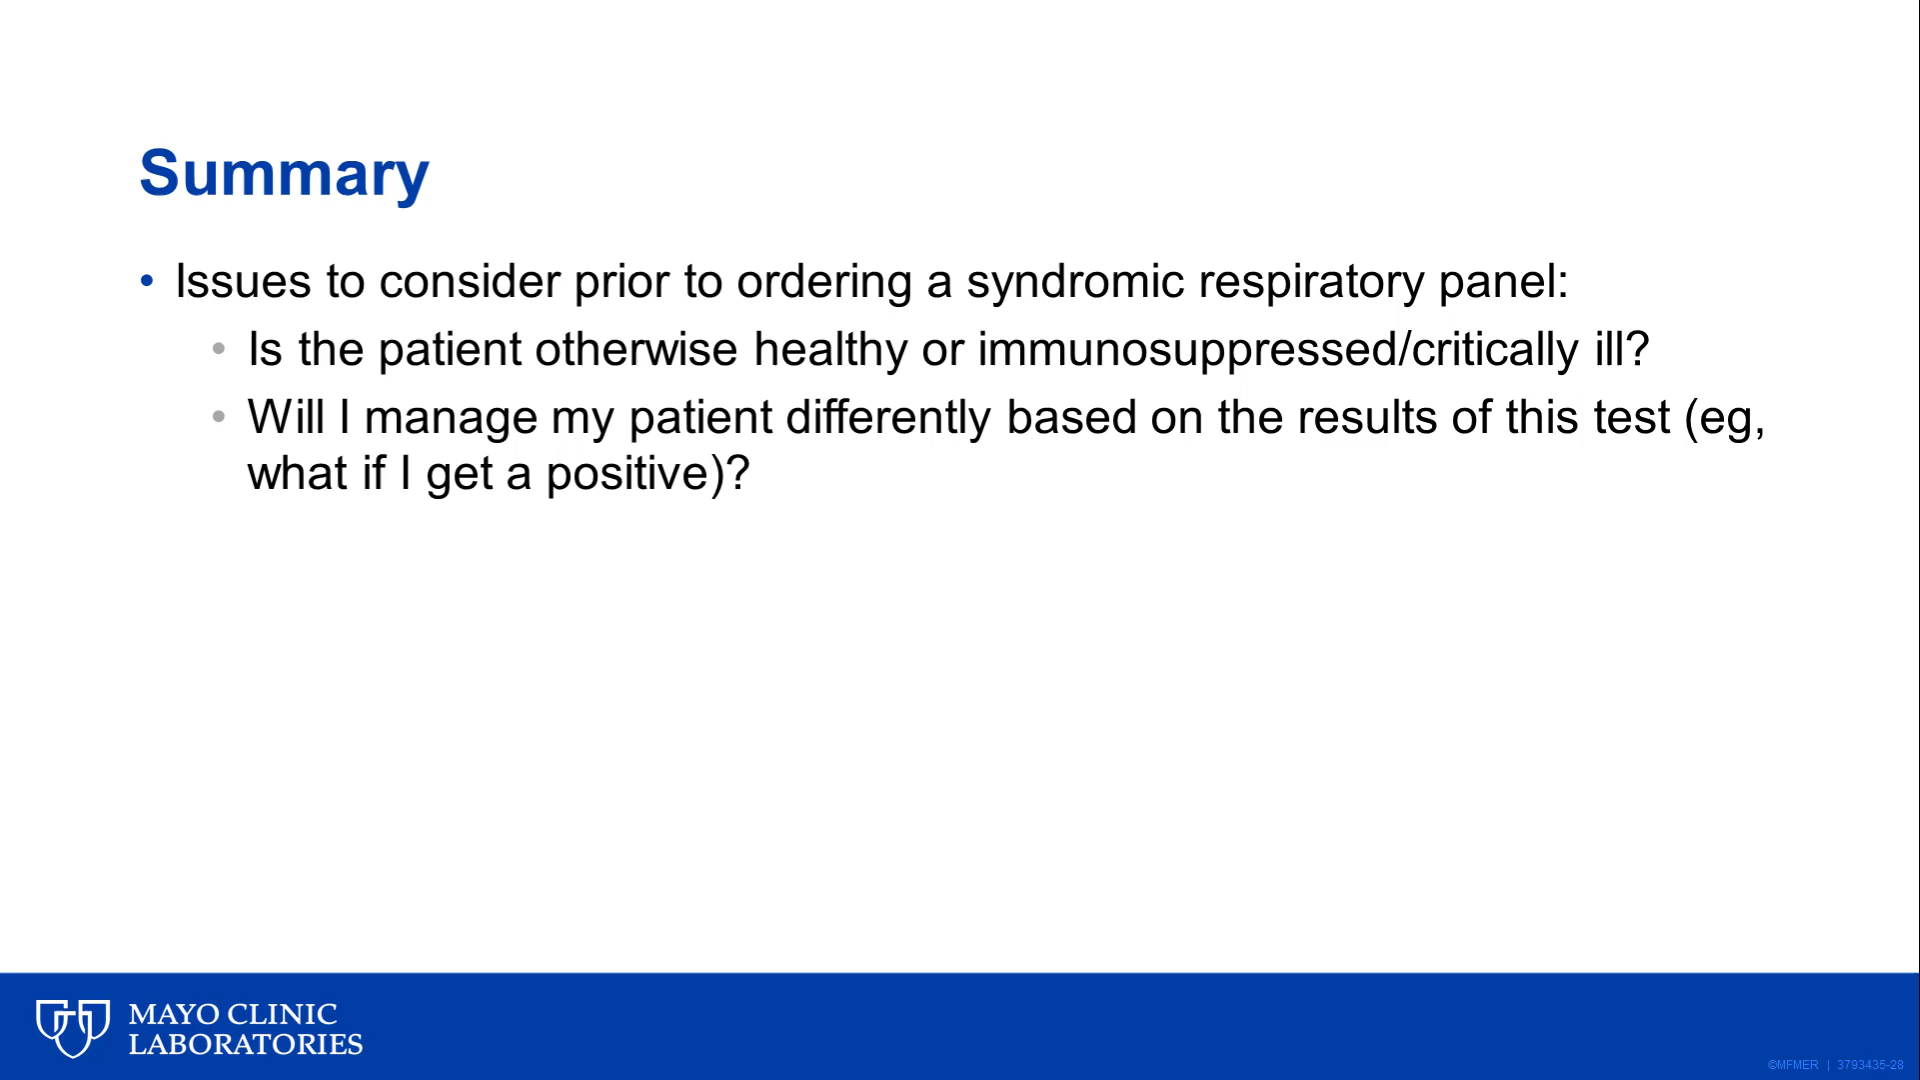 Summary
• Issues to consider prior to ordering a syndromic respiratory panel:
• Is the patient otherwise healthy or immunosuppressed/critically ill?
• Will I manage my patient differently based on the results of this test (eg,
what if I get a positive)?
MAYO CLINIC
LABORATORIES
©MFMER | 3793435-28